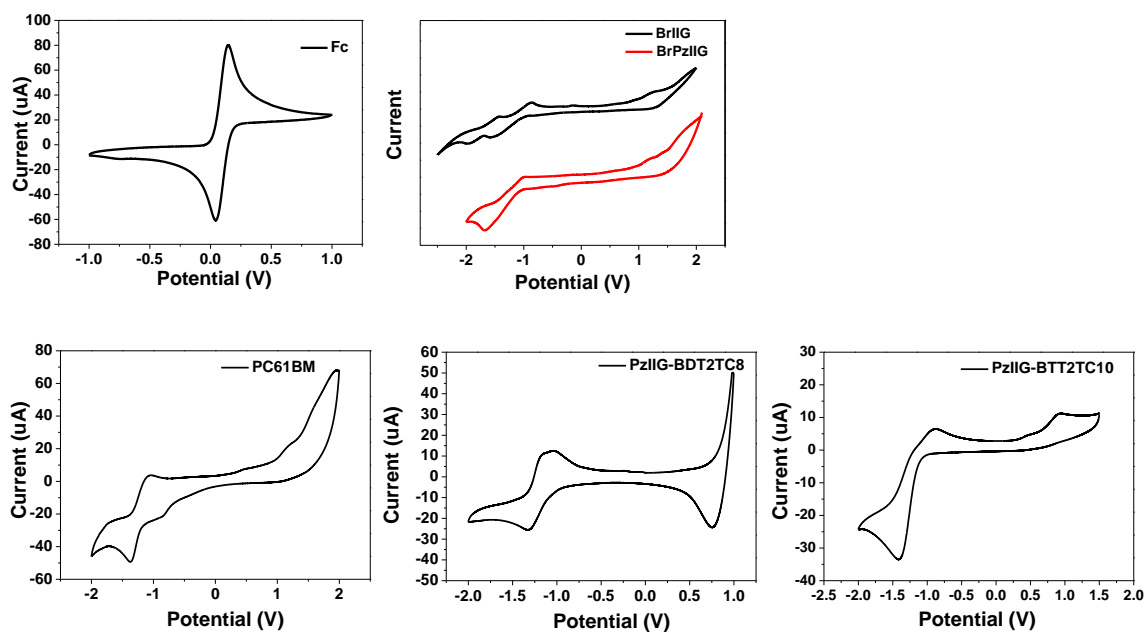 Current (uA)
100
80
60
40
20
0
-20
-40
-60
-80
Fc
-1.0 -0.5 0.0 0.5 1.0
Potential (V)
Current
BrIIG
BrPzIIG
-2 -1 0 1 2
Potential (V)
Current (uA)
80
60
40
20
0
-20
-40
-60
PC61BM
-2 -1 0 1 2
Potential (V)
Current (uA)
60
50
40
30
20
10
0
-10
-20
-30
-40
-50
PzIIG-BDT2TC8
-2.0 -1.5 -1.0 -0.5 0.0 0.5 1.0
Potential (V)
Current (uA)
30
20
10
0
-10
-20
-30
-40
PzIIG-BTT2TC10
-2.5 -2.0 -1.5 -1.0 -0.5 0.0 0.5 1.0 1.5 2.0
Potential (V)